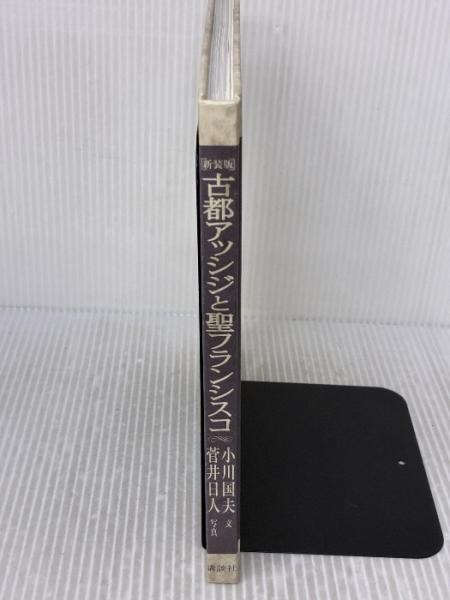 新装版
古都アッシジと聖フランシスコ
小川国夫 文
菅井日人 写真
講談社